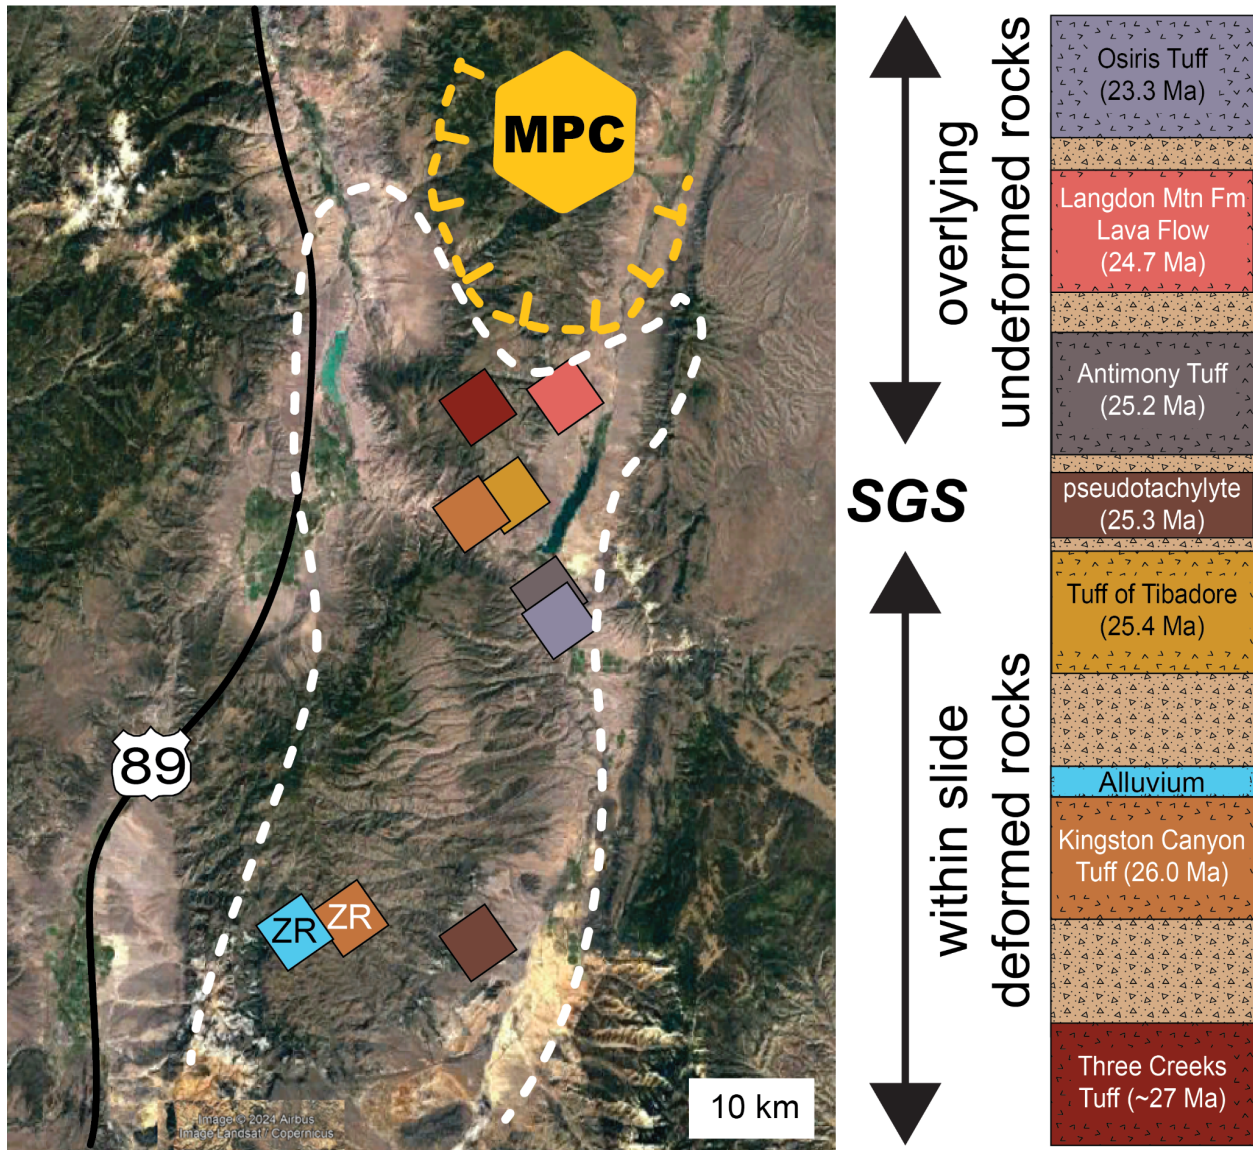 MPC
89
ZR
ZR
10 km
Image © 2024 Airbus
Image Landsat / Copernicus
overlying
undeformed rocks
SGS
within slide
deformed rocks
Osiris Tuff
(23.3 Ma)
Langdon Mtn Fm
Lava Flow
(24.7 Ma)
Antimony Tuff
(25.2 Ma)
pseudotachylyte
(25.3 Ma)
Tuff of Tibadore
(25.4 Ma)
Alluvium
Kingston Canyon
Tuff (26.0 Ma)
Three Creeks
Tuff (~27 Ma)